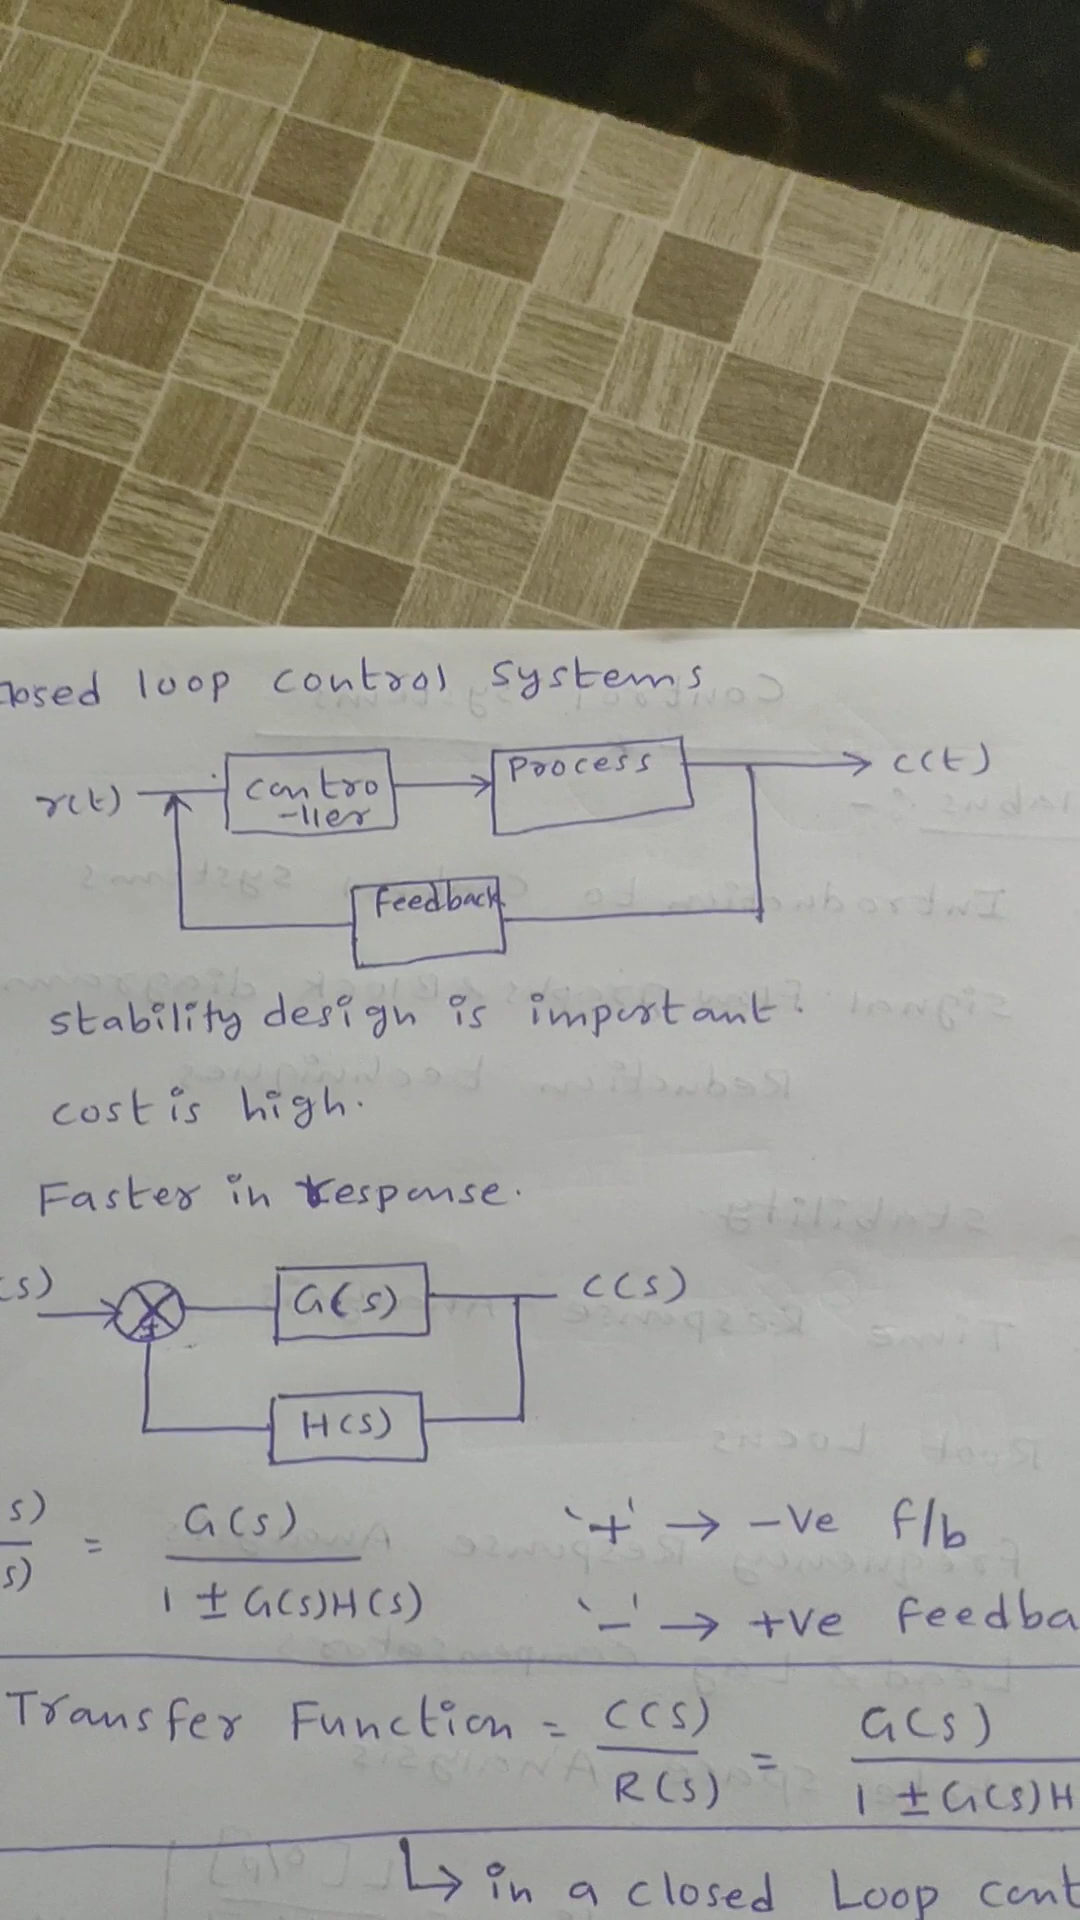 closed loop control systems
r(t)
contro
-ller
Process
c(t)
Feedback
stability design is important.
cost is high.
Faster in response.
(s)
G(s)
C(s)
±
H(s)
s)
s)
=
G(s)
1 ± G(s)H(s)
'+' → -ve f/b
'-' → +ve feedba
Transfer Function = C(s)
R(s)
=
G(s)
1 ± G(s)H
↳ in a closed Loop cont